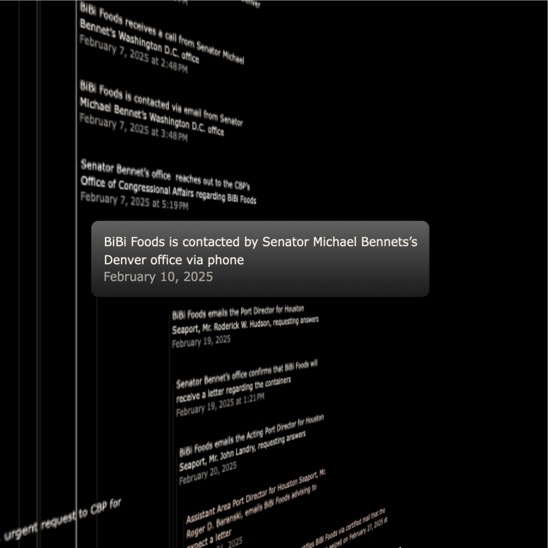 BiBi Foods receives a call from Senator Michael
Bennet's Washington D.C. office
February 7, 2025 at 2:48PM
BiBi Foods is contacted via email from Senator
Michael Bennet's Washington D.C. office
February 7, 2025 at 3:48PM
Senator Bennet's office reaches out to the CBP's
Office of Congressional Affairs regarding BiBi Foods
February 7, 2025 at 5:19PM
BiBi Foods is contacted by Senator Michael Bennets's
Denver office via phone
February 10, 2025
BiBi Foods emails the Port Director for Houston
Seaport, Mr. Roderick W. Hudson, requesting answers
February 19, 2025
Senator Bennet's office confirms that BiBi Foods will
receive a letter regarding the containers
February 19, 2025 at 1:21PM
BiBi Foods emails the Acting Port Director for Houston
Seaport, Mr. John Landry, requesting answers
February 20, 2025
Assistant Area Port Director for Houston Seaport, Mr.
Roger D. Baranski, emails BiBi Foods advising to
expect a letter
2025
urgent request to CBP for
BiBi Foods via certified mail that the
on February 27, 2025 at